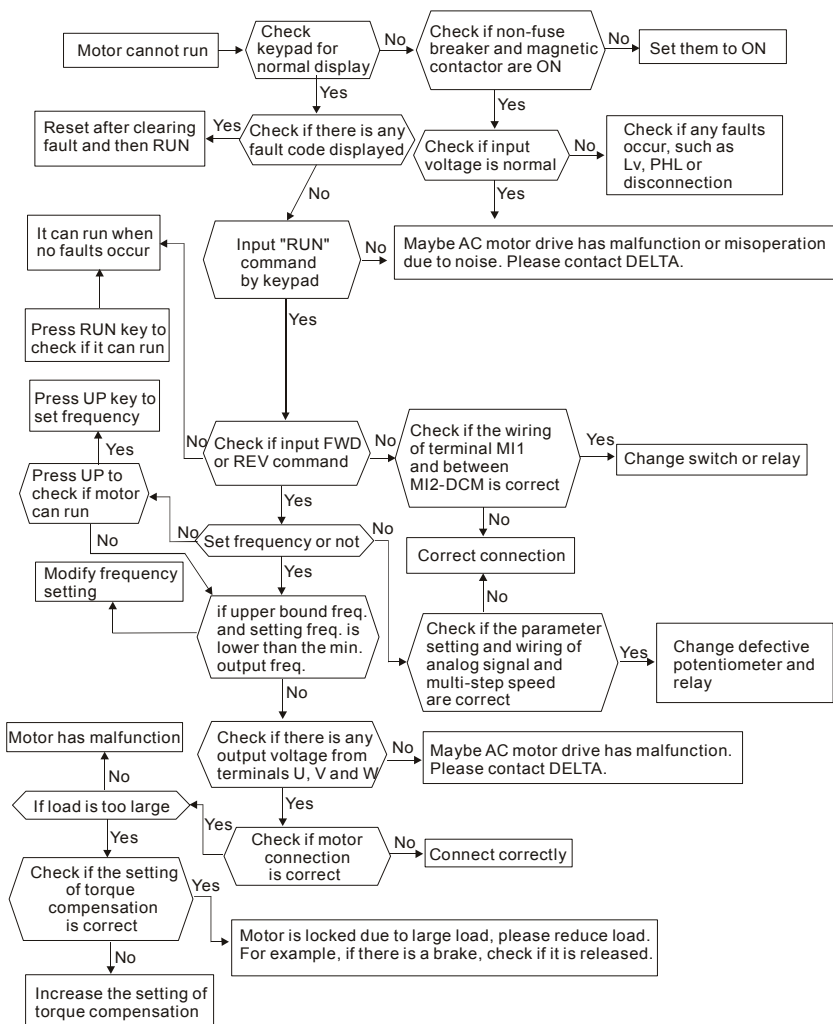 Motor cannot run
Check
keypad for
normal display
No
Check if non-fuse
breaker and magnetic
contactor are ON
No
Set them to ON
Yes
Yes
Reset after clearing
fault and then RUN
Yes
Check if there is any
fault code displayed
Check if input
voltage is normal
No
Check if any faults
occur, such as
Lv, PHL or
disconnection
No
Yes
It can run when
no faults occur
Input "RUN"
command
by keypad
No
Maybe AC motor drive has malfunction or misoperation
due to noise. Please contact DELTA.
Press RUN key to
check if it can run
Yes
Press UP key to
set frequency
Yes
No
Check if input FWD
or REV command
No
Check if the wiring
of terminal MI1
and between
MI2-DCM is correct
Yes
Change switch or relay
Press UP to
check if motor
can run
Yes
No
No
Set frequency or not
No
No
Correct connection
Modify frequency
setting
Yes
No
if upper bound freq.
and setting freq. is
lower than the min.
output freq.
Check if the parameter
setting and wiring of
analog signal and
multi-step speed
are correct
Yes
Change defective
potentiometer and
relay
No
Motor has malfunction
Check if there is any
output voltage from
terminals U, V and W
No
Maybe AC motor drive has malfunction.
Please contact DELTA.
No
Yes
If load is too large
Yes
Check if motor
connection
is correct
No
Connect correctly
Yes
Check if the setting
of torque
compensation
is correct
Yes
Motor is locked due to large load, please reduce load.
For example, if there is a brake, check if it is released.
No
Increase the setting of
torque compensation